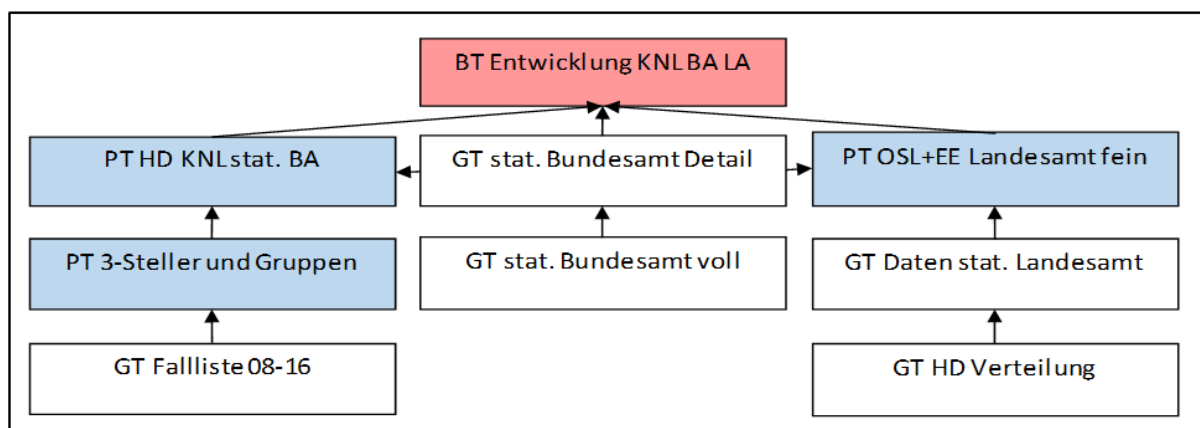 BT Entwicklung KNL BA LA
PT HD KNL stat. BA
GT stat. Bundesamt Detail
PT OSL+EE Landesamt fein
PT 3-Steller und Gruppen
GT stat. Bundesamt voll
GT Daten stat. Landesamt
GT Fallliste 08-16
GT HD Verteilung